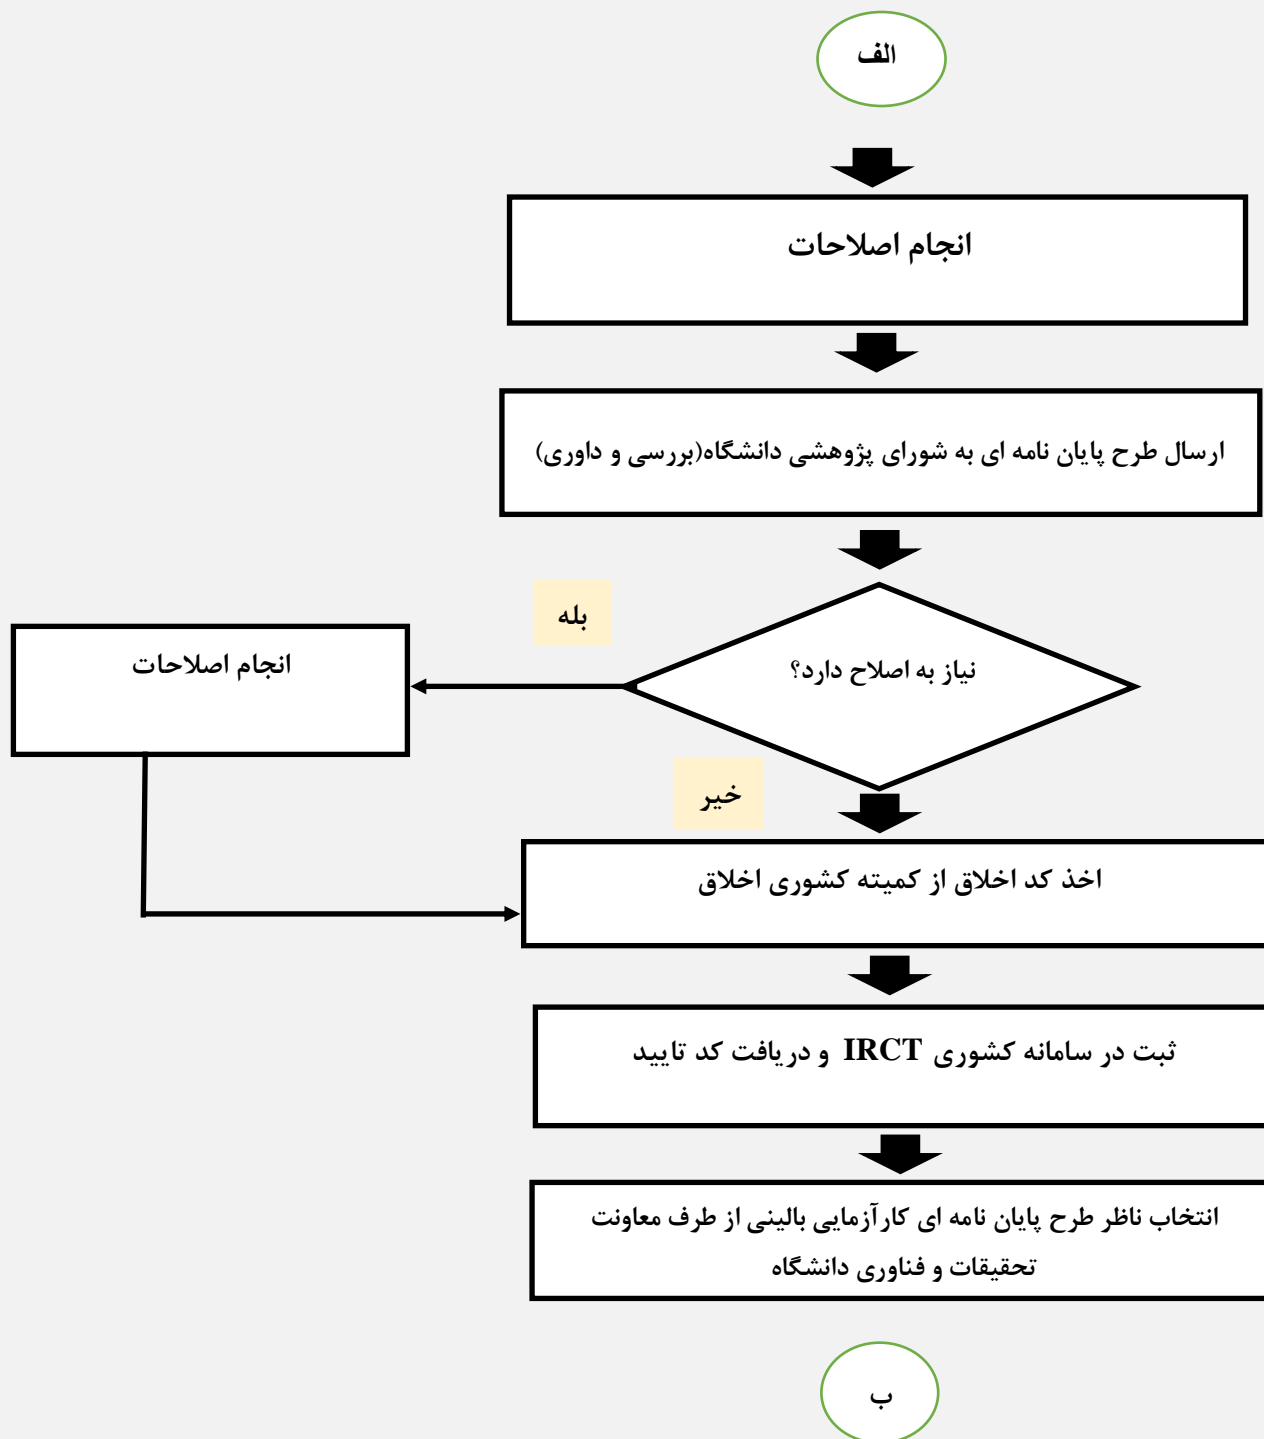 الف
انجام اصلاحات
ارسال طرح پایان نامه ای به شورای پژوهشی دانشگاه(بررسی و داوری)
بله
نیاز به اصلاح دارد؟
انجام اصلاحات
خیر
اخذ کد اخلاق از کمیته کشوری اخلاق
ثبت در سامانه کشوری IRCT و دریافت کد تایید
انتخاب ناظر طرح پایان نامه ای کارآزمایی بالینی از طرف معاونت
تحقیقات و فناوری دانشگاه
ب